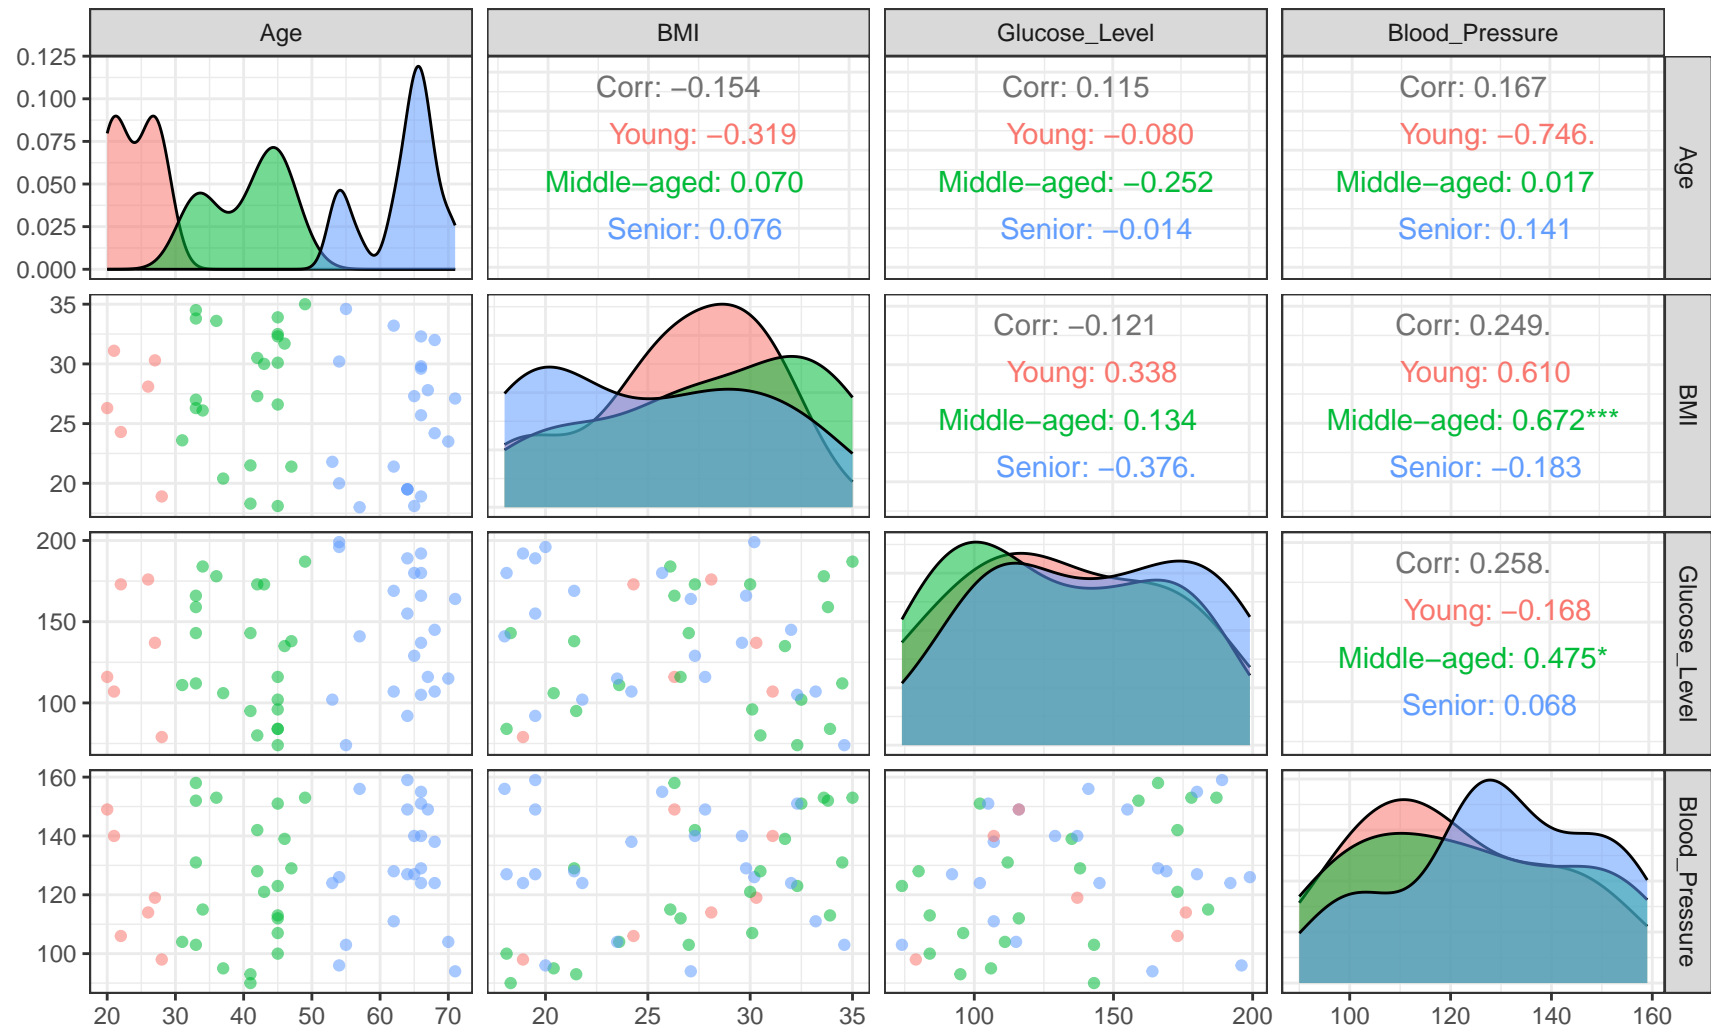 Age BMI Glucose_Level Blood_Pressure
0.125
0.100
0.075
0.050
0.025
0.000
Corr: −0.154
Young: −0.319
Middle−aged: 0.070
Senior: 0.076
Corr: 0.115
Young: −0.080
Middle−aged: −0.252
Senior: −0.014
Corr: 0.167
Young: −0.746.
Middle−aged: 0.017
Senior: 0.141
Age
35
30
25
20
Corr: −0.121
Young: 0.338
Middle−aged: 0.134
Senior: −0.376.
Corr: 0.249.
Young: 0.610
Middle−aged: 0.672***
Senior: −0.183
BMI
200
150
100
Corr: 0.258.
Young: −0.168
Middle−aged: 0.475*
Senior: 0.068
Glucose_Level
160
140
120
100
Blood_Pressure
20 30 40 50 60 70
20 25 30 35
100 150 200
100 120 140 160